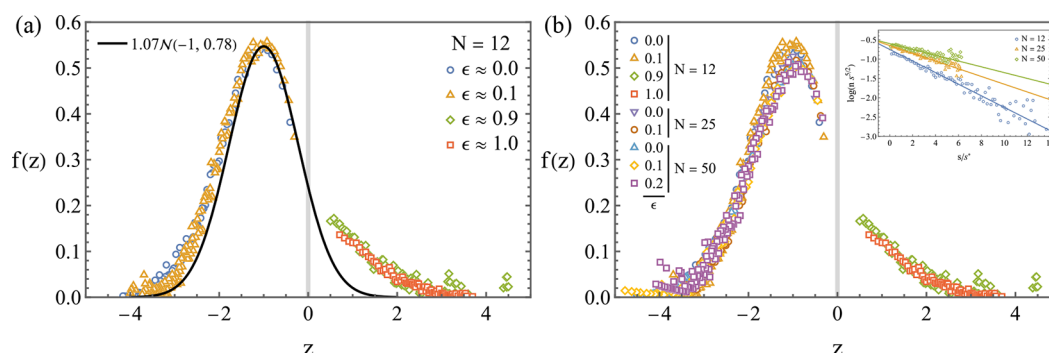 (a)
f(z)
0.6
0.5
0.4
0.3
0.2
0.1
0.0
1.07𝒩(−1, 0.78)
N = 12
ϵ ≈ 0.0
ϵ ≈ 0.1
ϵ ≈ 0.9
ϵ ≈ 1.0
−4 −2 0 2 4
z
(b)
f(z)
0.6
0.5
0.4
0.3
0.2
0.1
0.0
0.0
0.1
0.9
1.0
N = 12
0.0
0.1
N = 25
0.0
0.1
0.2
N = 50
ϵ
−4 −2 0 2 4
z
log(n s^5/2)
-0.5
-1.0
-1.5
-2.0
-2.5
-3.0
N = 12
N = 25
N = 50
0 2 4 6 8 10 12
s/s*